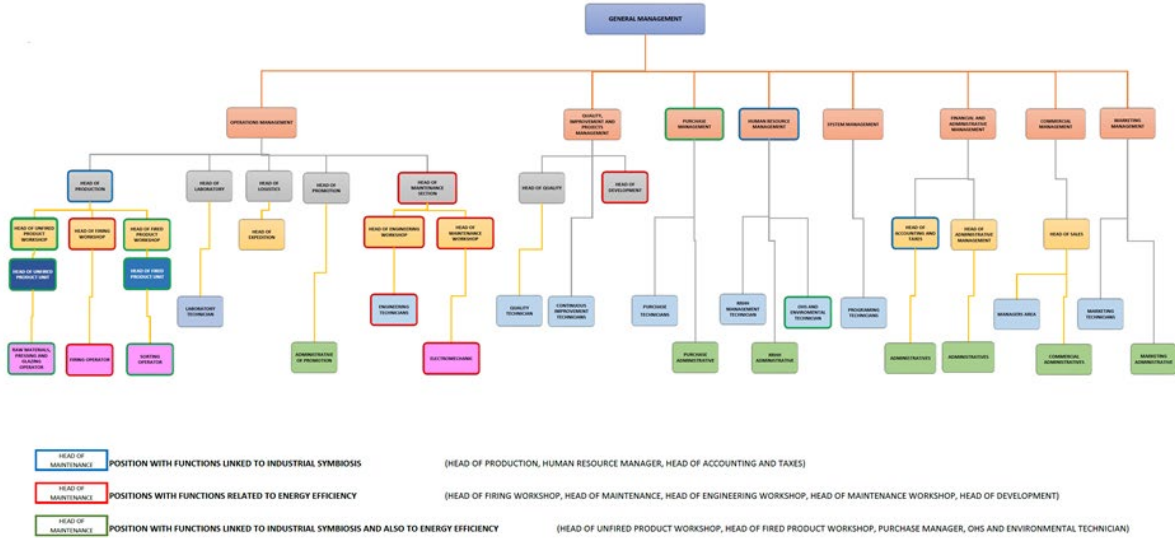 GENERAL MANAGEMENT
OPERATIONS MANAGEMENT
QUALITY,
IMPROVEMENT AND
PROJECTS
MANAGEMENT
PURCHASE
MANAGEMENT
HUMAN RESOURCE
MANAGEMENT
SYSTEM MANAGEMENT
FINANCIAL AND
ADMINISTRATIVE
MANAGEMENT
COMMERCIAL
MANAGEMENT
MARKETING
MANAGEMENT
HEAD OF
PRODUCTION
HEAD OF
LABORATORY
HEAD OF
LOGISTICS
HEAD OF
PROMOTION
HEAD OF
MAINTENANCE
SECTION
HEAD OF QUALITY
HEAD OF
DEVELOPMENT
HEAD OF UNFIRED
PRODUCT
WORKSHOP
HEAD OF FIRING
WORKSHOP
HEAD OF FIRED
PRODUCT
WORKSHOP
HEAD OF
EXPEDITION
HEAD OF ENGINEERING
WORKSHOP
HEAD OF
MAINTENANCE
WORKSHOP
HEAD OF
ACCOUNTING AND
TAXES
HEAD OF
ADMINISTRATIVE
MANAGEMENT
HEAD OF SALES
HEAD OF UNFIRED
PRODUCT UNIT
HEAD OF FIRED
PRODUCT UNIT
LABORATORY
TECHNICIAN
ENGINEERING
TECHNICIANS
QUALITY
TECHNICIAN
CONTINUOUS
IMPROVEMENT
TECHNICIANS
PURCHASE
TECHNICIANS
RRHH
MANAGEMENT
TECHNICIAN
OHS AND
ENVIROMENTAL
TECHNICIAN
PROGRAMING
TECHNICIANS
MANAGERS AREA
MARKETING
TECHNICIANS
RAW MATERIALS,
PRESSING AND
GLAZING
OPERATOR
FIRING OPERATOR
SORTING
OPERATOR
ADMINISTRATIVE
OF PROMOTION
ELECTROMECHANIC
PURCHASE
ADMINISTRATIVE
RRHH
ADMINISTRATIVE
ADMINISTRATIVES
ADMINISTRATIVES
COMMERCIAL
ADMINISTRATIVES
MARKETING
ADMINISTRATIVE
HEAD OF
MAINTENANCE
POSITION WITH FUNCTIONS LINKED TO INDUSTRIAL SYMBIOSIS (HEAD OF PRODUCTION, HUMAN RESOURCE MANAGER, HEAD OF ACCOUNTING AND TAXES)
HEAD OF
MAINTENANCE
POSITIONS WITH FUNCTIONS RELATED TO ENERGY EFFICIENCY (HEAD OF FIRING WORKSHOP, HEAD OF MAINTENANCE, HEAD OF ENGINEERING WORKSHOP, HEAD OF MAINTENANCE WORKSHOP, HEAD OF DEVELOPMENT)
HEAD OF
MAINTENANCE
POSITION WITH FUNCTIONS LINKED TO INDUSTRIAL SYMBIOSIS AND ALSO TO ENERGY EFFICIENCY (HEAD OF UNFIRED PRODUCT WORKSHOP, HEAD OF FIRED PRODUCT WORKSHOP, PURCHASE MANAGER, OHS AND ENVIRONMENTAL TECHNICIAN)